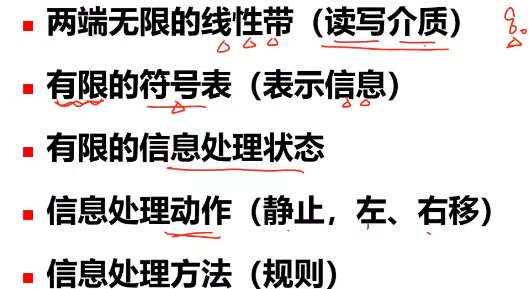 ▪ 两端无限的线性带（读写介质）
▪ 有限的符号表（表示信息）
▪ 有限的信息处理状态
▪ 信息处理动作（静止，左、右移）
▪ 信息处理方法（规则）